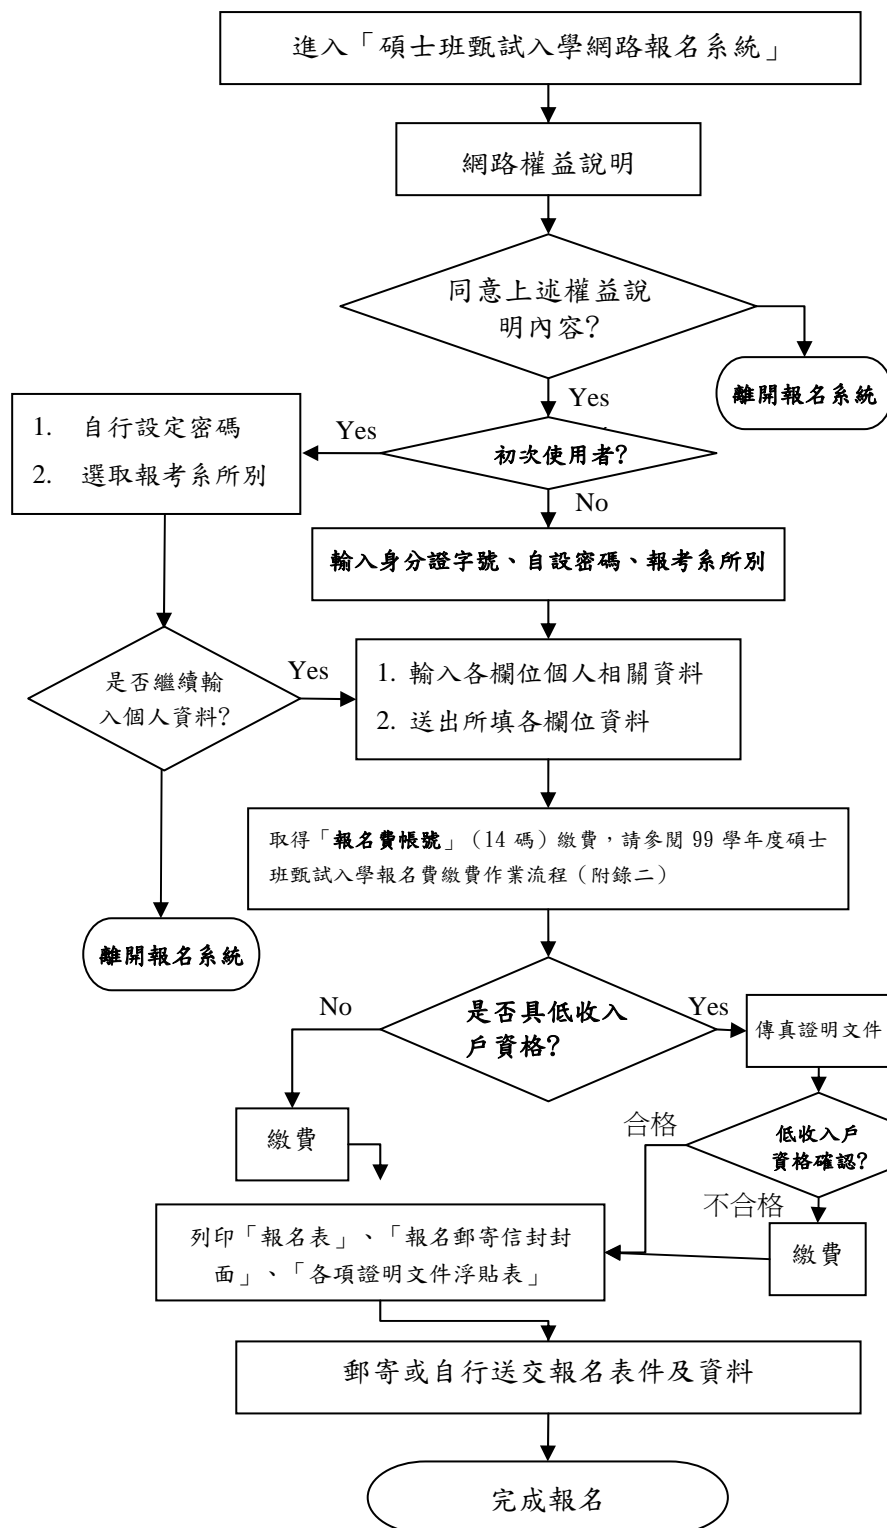 進入「碩士班甄試入學網路報名系統」
網路權益說明
同意上述權益說
明內容?
離開報名系統
Yes
1. 自行設定密碼
2. 選取報考系所別
Yes
初次使用者?
No
輸入身分證字號、自設密碼、報考系所別
是否繼續輸
入個人資料?
Yes
1. 輸入各欄位個人相關資料
2. 送出所填各欄位資料
取得「報名費帳號」(14 碼)繳費,請參閱 99 學年度碩士
班甄試入學報名費繳費作業流程(附錄二)
離開報名系統
No
是否具低收入
戶資格?
Yes
傳真證明文件
繳費
合格
低收入戶
資格確認?
不合格
繳費
列印「報名表」、「報名郵寄信封封
面」、「各項證明文件浮貼表」
郵寄或自行送交報名表件及資料
完成報名